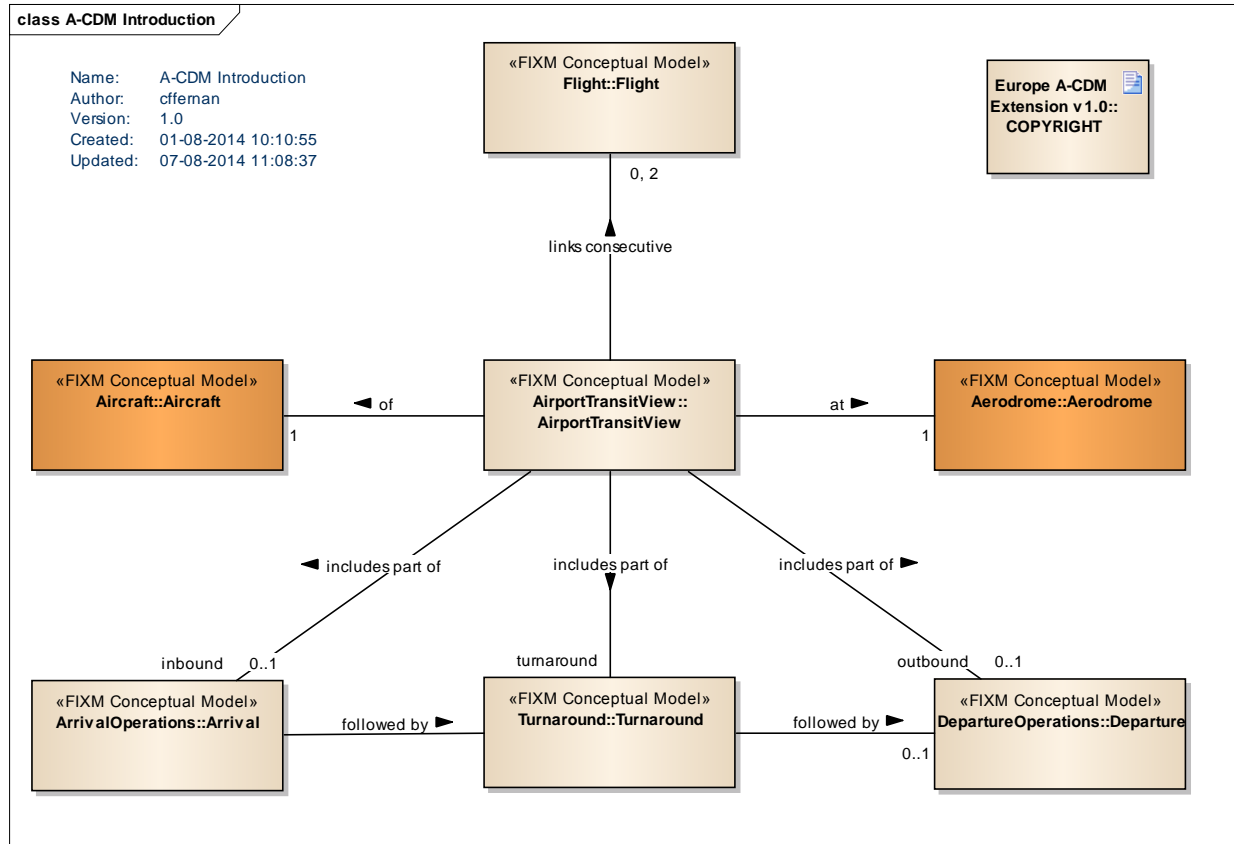 class A-CDM Introduction
Name: A-CDM Introduction
Author: cffernan
Version: 1.0
Created: 01-08-2014 10:10:55
Updated: 07-08-2014 11:08:37
«FIXM Conceptual Model»
Flight::Flight
Europe A-CDM
Extension v1.0::
COPYRIGHT
0, 2
links consecutive
«FIXM Conceptual Model»
Aircraft::Aircraft
of
1
«FIXM Conceptual Model»
AirportTransitView::
AirportTransitView
at
1
«FIXM Conceptual Model»
Aerodrome::Aerodrome
includes part of
includes part of
includes part of
inbound 0..1
turnaround
outbound 0..1
«FIXM Conceptual Model»
ArrivalOperations::Arrival
followed by
«FIXM Conceptual Model»
Turnaround::Turnaround
followed by
0..1
«FIXM Conceptual Model»
DepartureOperations::Departure